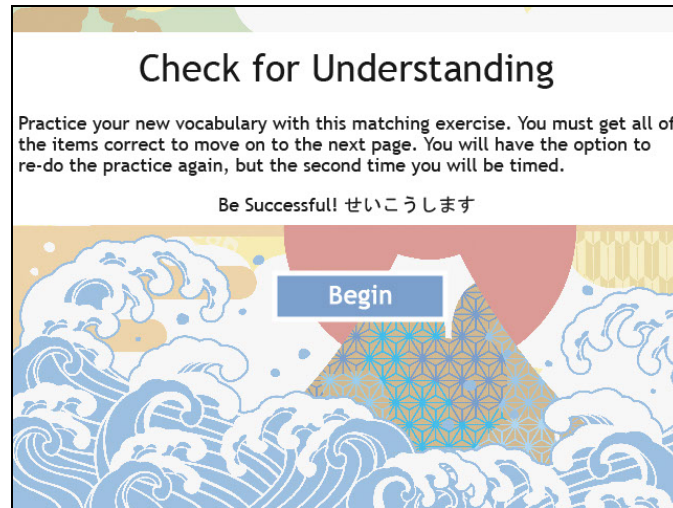 Check for Understanding
Practice your new vocabulary with this matching exercise. You must get all of
the items correct to move on to the next page. You will have the option to
re-do the practice again, but the second time you will be timed.
Be Successful! せいこうします
Begin